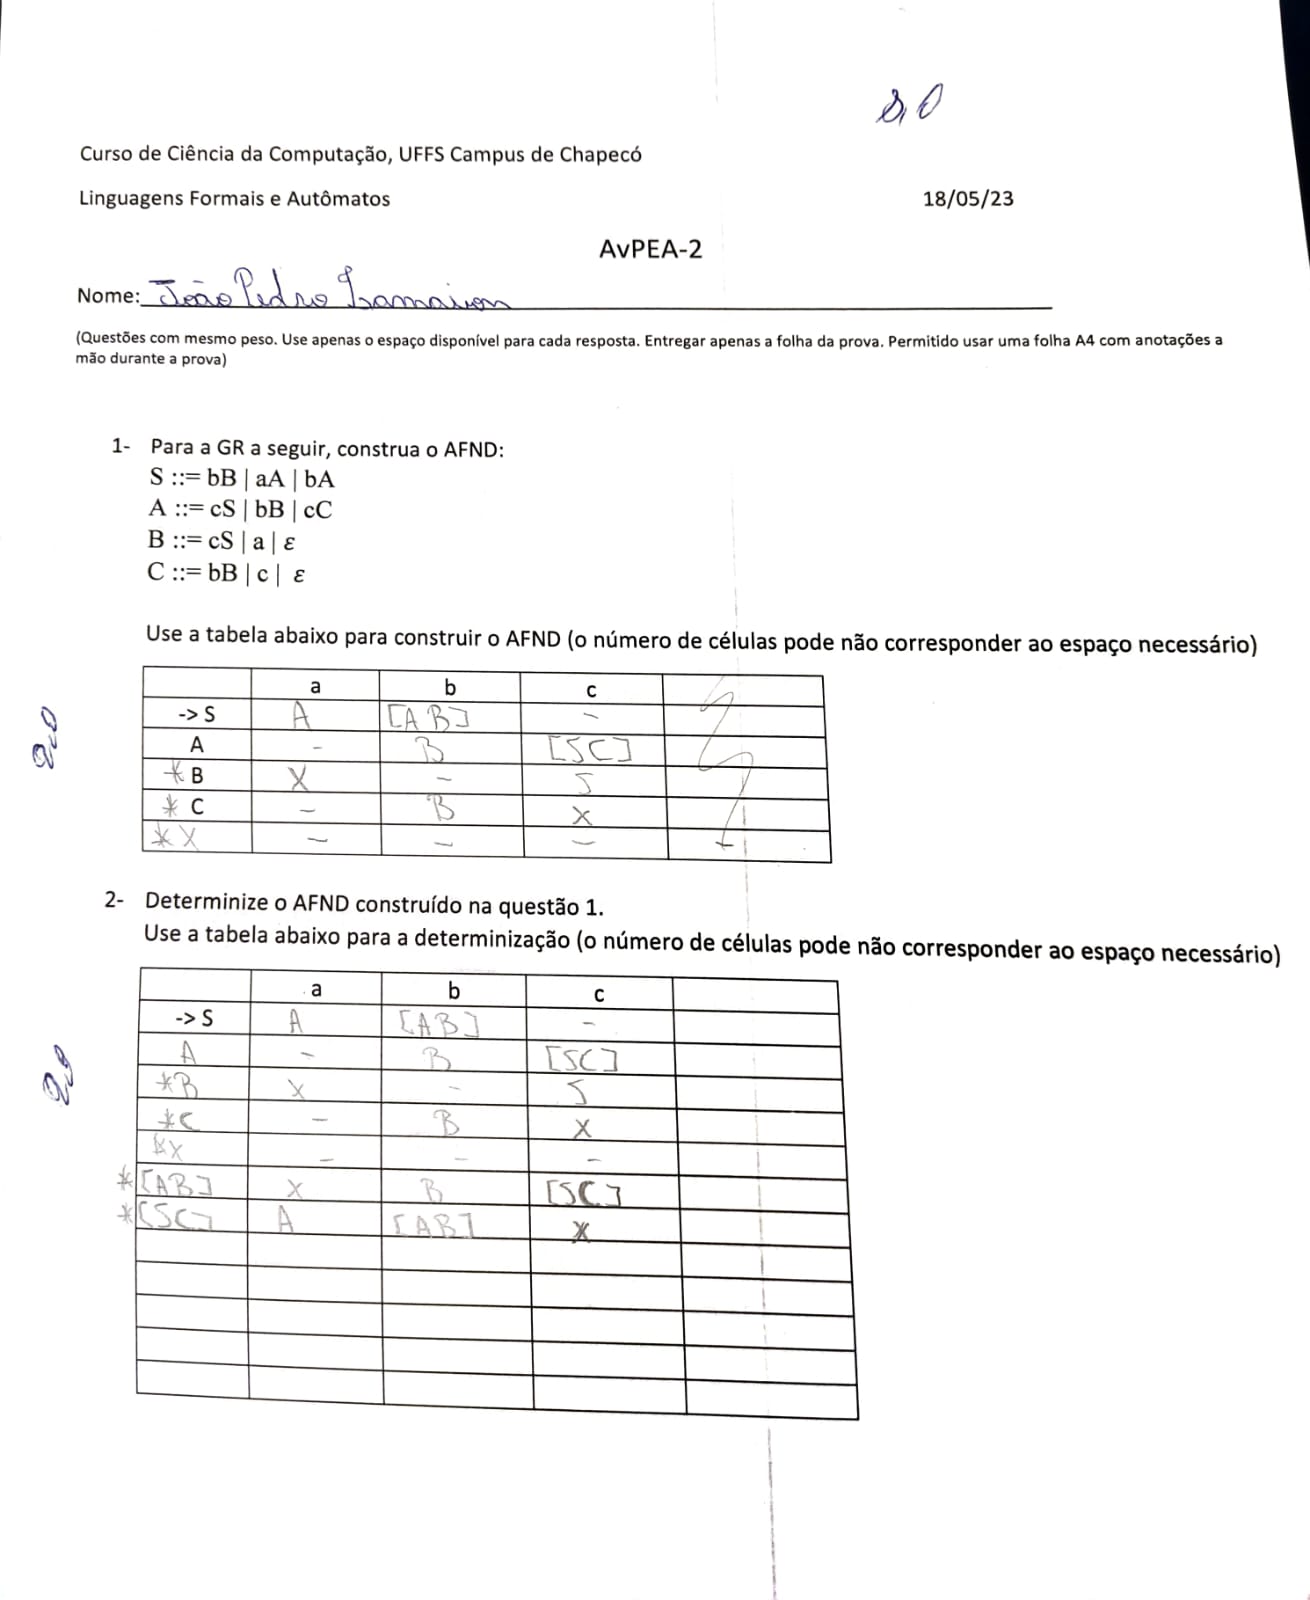 8,0
Curso de Ciência da Computação, UFFS Campus de Chapecó
Linguagens Formais e Autômatos 18/05/23
AvPEA-2
Nome: João Pedro
(Questões com mesmo peso. Use apenas o espaço disponível para cada resposta. Entregar apenas a folha da prova. Permitido usar uma folha A4 com anotações a
mão durante a prova)
1- Para a GR a seguir, construa o AFND:
S ::= bB | aA | bA
A ::= cS | bB | cC
B ::= cS | a | ε
C ::= bB | c | ε
Use a tabela abaixo para construir o AFND (o número de células pode não corresponder ao espaço necessário)
a b c
-> S A [AB] -
A - B [SC]
* B X - S
* C - B X
* X - - -
2,0
2- Determinize o AFND construído na questão 1.
Use a tabela abaixo para a determinização (o número de células pode não corresponder ao espaço necessário)
a b c
-> S A [AB] -
A - B [SC]
*B X - S
*C - B X
*X - - -
*[AB] X B [SC]
*[SC] A [AB] X